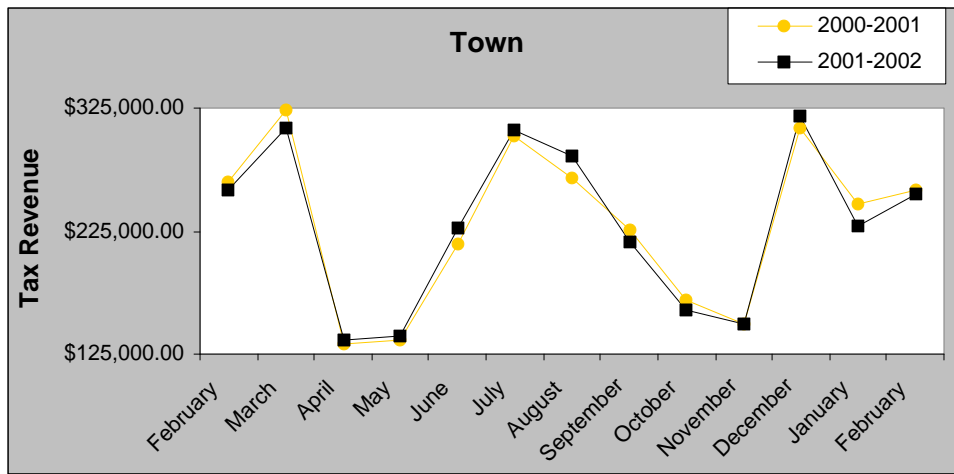 2000-2001
Town
2001-2002
$325,000.00
$225,000.00
$125,000.00
Tax Revenue
February
March
April
May
June
July
August
September
October
November
December
January
February